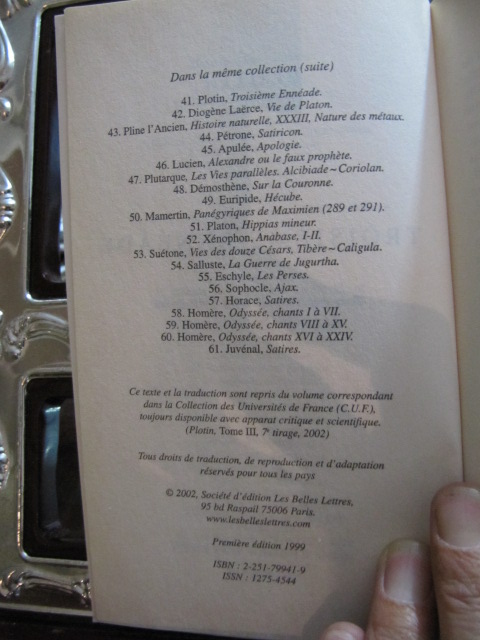 Dans la même collection (suite)
41. Plotin, Troisième Ennéade.
42. Diogène Laërce, Vie de Platon.
43. Pline l'Ancien, Histoire naturelle, XXXIII, Nature des métaux.
44. Pétrone, Satiricon.
45. Apulée, Apologie.
46. Lucien, Alexandre ou le faux prophète.
47. Plutarque, Les Vies parallèles. Alcibiade~Coriolan.
48. Démosthène, Sur la Couronne.
49. Euripide, Hécube.
50. Mamertin, Panégyriques de Maximien (289 et 291).
51. Platon, Hippias mineur.
52. Xénophon, Anabase, I-II.
53. Suétone, Vies des douze Césars, Tibère~Caligula.
54. Salluste, La Guerre de Jugurtha.
55. Eschyle, Les Perses.
56. Sophocle, Ajax.
57. Horace, Satires.
58. Homère, Odyssée, chants I à VII.
59. Homère, Odyssée, chants VIII à XV.
60. Homère, Odyssée, chants XVI à XXIV.
61. Juvénal, Satires.
Ce texte et la traduction sont repris du volume correspondant
dans la Collection des Universités de France (C.U.F.),
toujours disponible avec apparat critique et scientifique.
(Plotin, Tome III, 7e tirage, 2002)
Tous droits de traduction, de reproduction et d'adaptation
réservés pour tous les pays
© 2002, Société d'édition Les Belles Lettres,
95 bd Raspail 75006 Paris.
www.lesbelleslettres.com
Première édition 1999
ISBN : 2-251-79941-9
ISSN : 1275-4544